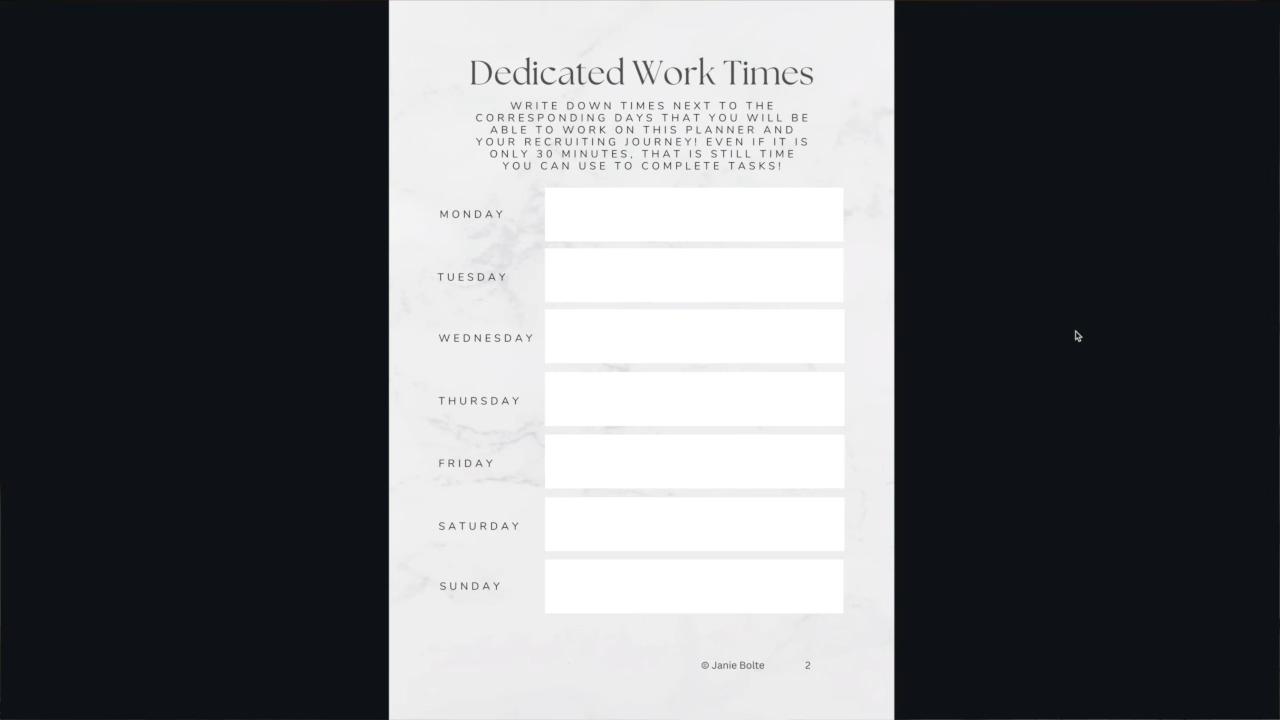 Dedicated Work Times
WRITE DOWN TIMES NEXT TO THE
CORRESPONDING DAYS THAT YOU WILL BE
ABLE TO WORK ON THIS PLANNER AND
YOUR RECRUITING JOURNEY! EVEN IF IT IS
ONLY 30 MINUTES, THAT IS STILL TIME
YOU CAN USE TO COMPLETE TASKS!
MONDAY
TUESDAY
WEDNESDAY
THURSDAY
FRIDAY
SATURDAY
SUNDAY
© Janie Bolte 2